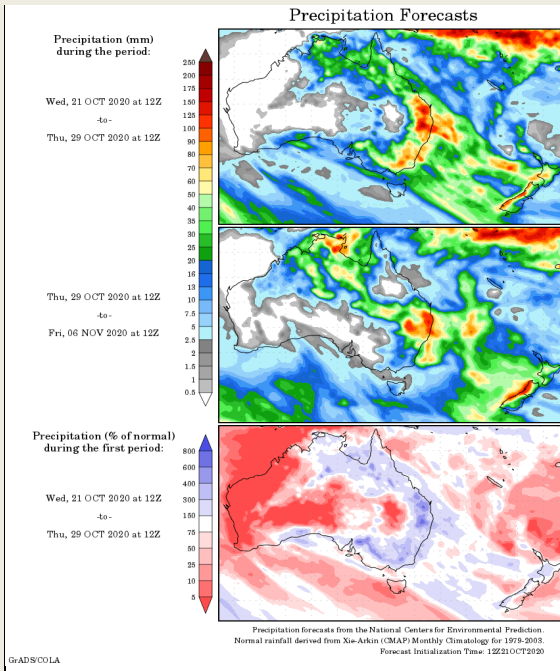 Precipitation Forecasts
Precipitation (mm)
during the period:
Wed, 21 OCT 2020 at 12Z
-to-
Thu, 29 OCT 2020 at 12Z
250
200
175
150
125
100
90
80
70
60
50
40
35
30
25
20
16
13
10
7.5
5
2.5
2
1.5
1
0.5
Thu, 29 OCT 2020 at 12Z
-to-
Fri, 06 NOV 2020 at 12Z
Precipitation (% of normal)
during the first period:
Wed, 21 OCT 2020 at 12Z
-to-
Thu, 29 OCT 2020 at 12Z
800
600
400
300
150
75
50
25
10
5
Precipitation forecasts from the National Centers for Environmental Prediction.
Normal rainfall derived from Xie-Arkin (CMAP) Monthly Climatology for 1979-2003.
Forecast Initialization Time: 12Z21OCT2020
GrADS/COLA